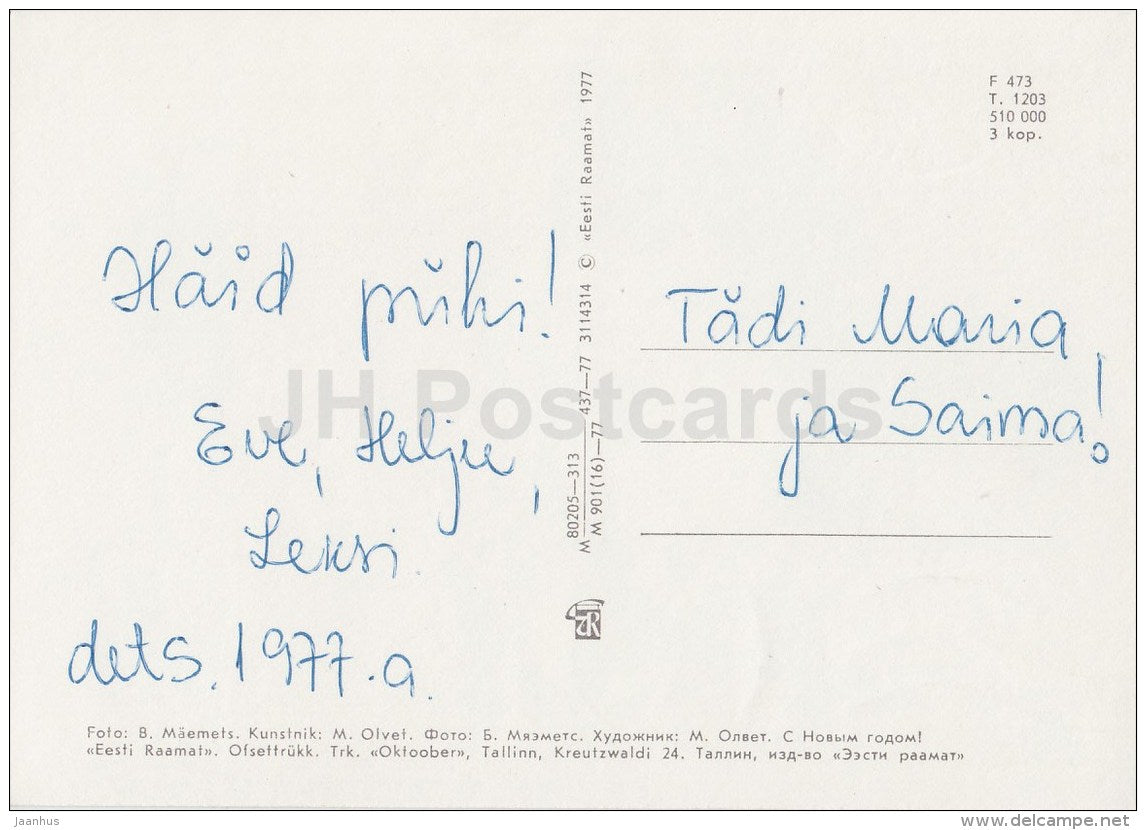 F 473
T. 1203
510 000
3 kop.
Häid pühi!
Eve, Helju,
Leksi.
dets. 1977. a.
Tädi Maria
ja Saima!
M 80205—313 437—77 3114314 © «Eesti Raamat» 1977
M 901(16)—77
Foto: B. Mäemets. Kunstnik: M. Olvet. Фото: Б. Мяэметс. Художник: М. Олвет. С Новым годом!
«Eesti Raamat». Ofsettrükk. Trk. «Oktoober», Tallinn, Kreutzwaldi 24. Таллин, изд-во «Ээсти раамат»
JH Postcards
Jaanhus
www.delcampe.net